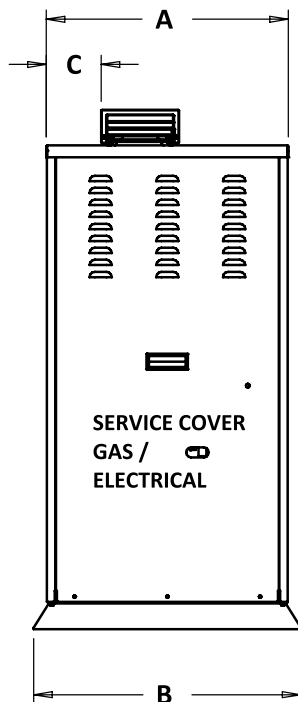 A
C
SERVICE COVER
GAS /
ELECTRICAL
B